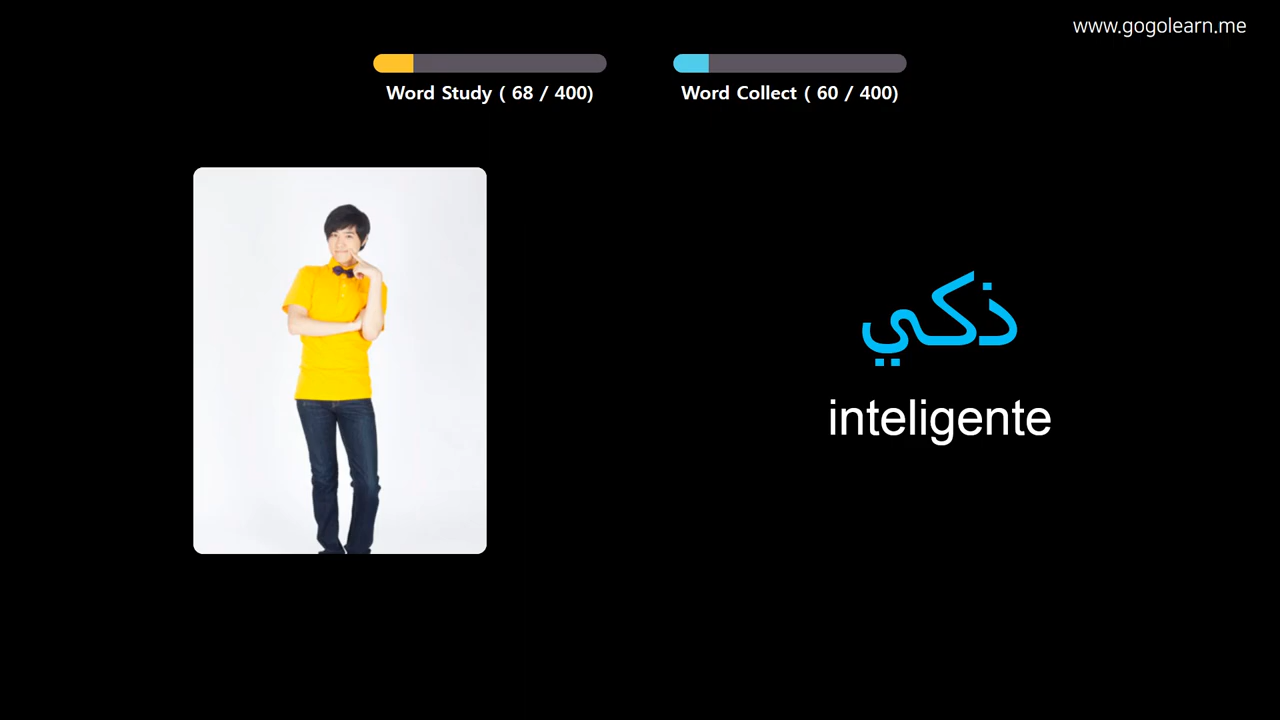 www.gogolearn.me
Word Study ( 68 / 400)
Word Collect ( 60 / 400)
ذكي
inteligente